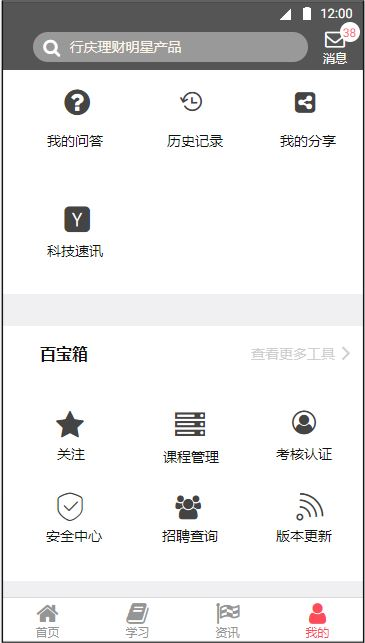 12:00
行庆理财明星产品
38
消息
我的问答 历史记录 我的分享
Y
科技速讯
百宝箱 查看更多工具
关注 课程管理 考核认证
安全中心 招聘查询 版本更新
首页 学习 资讯 我的